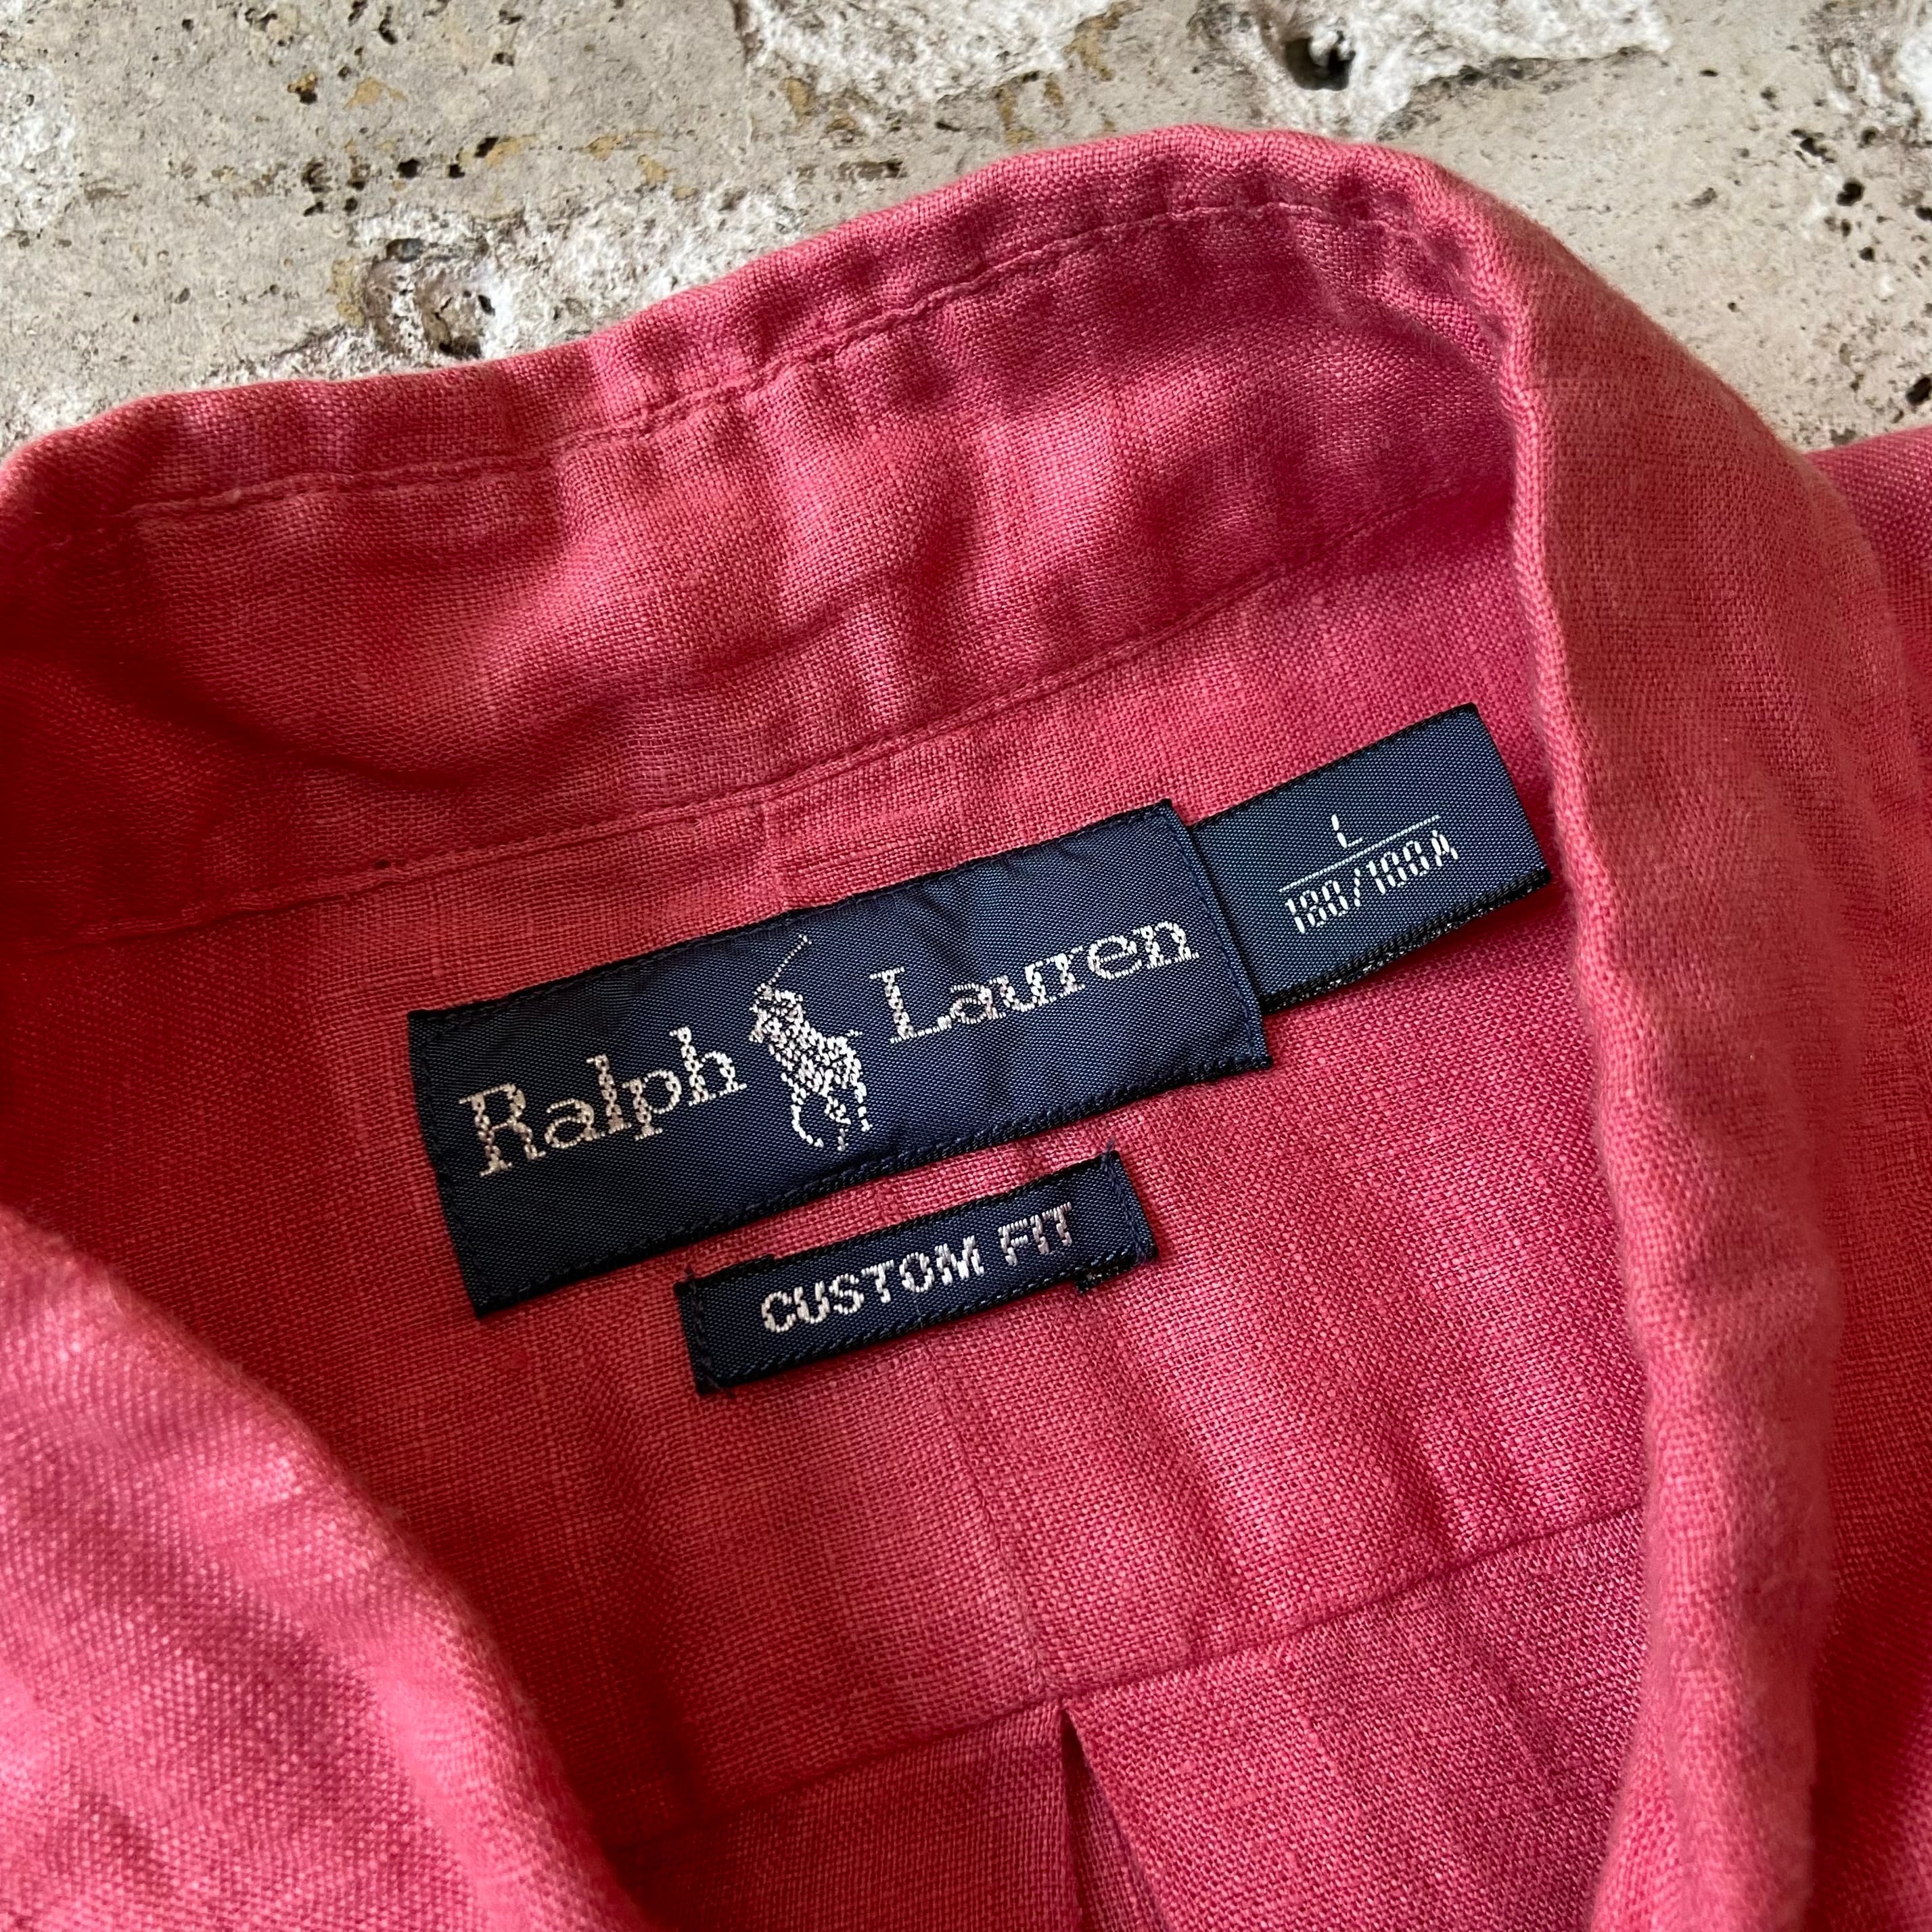 Ralph Lauren
L
180/100A
CUSTOM FIT